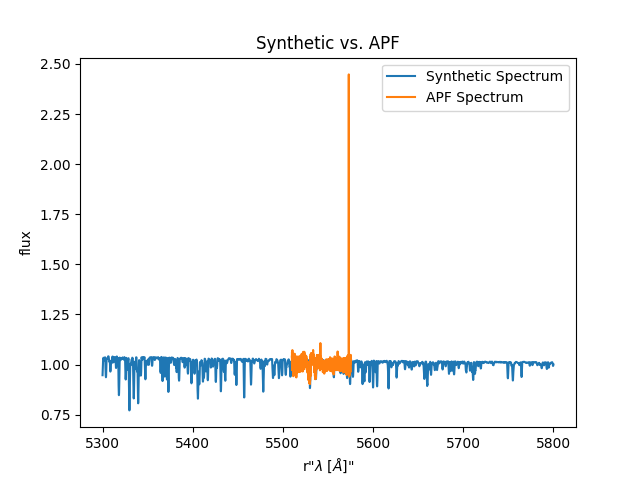 Synthetic vs. APF
2.50
2.25
2.00
1.75
1.50
1.25
1.00
0.75
flux
Synthetic Spectrum
APF Spectrum
5300 5400 5500 5600 5700 5800
r"λ [Å]"